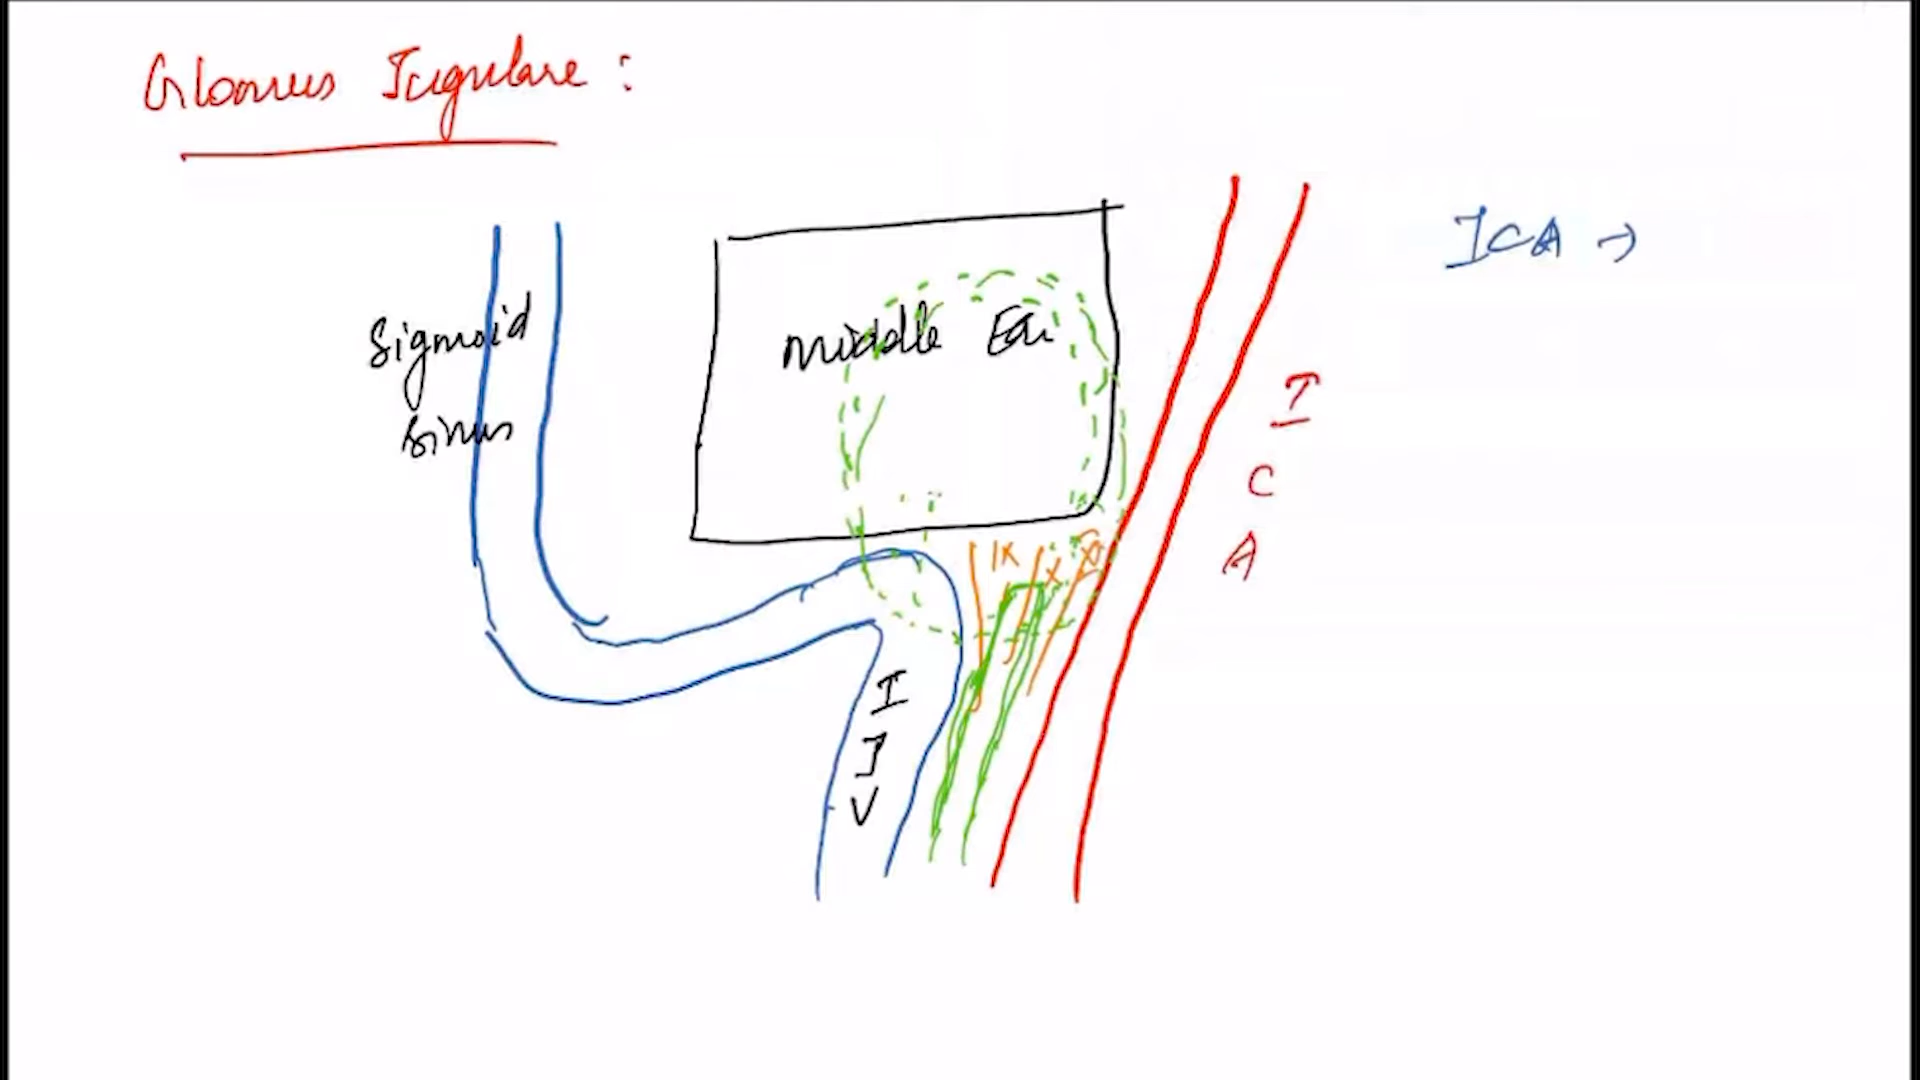 Glomus Jugulare :
ICA →
Sigmoid
Sinus
Middle Ear
I
C
A
IX
X
XI
I
J
V